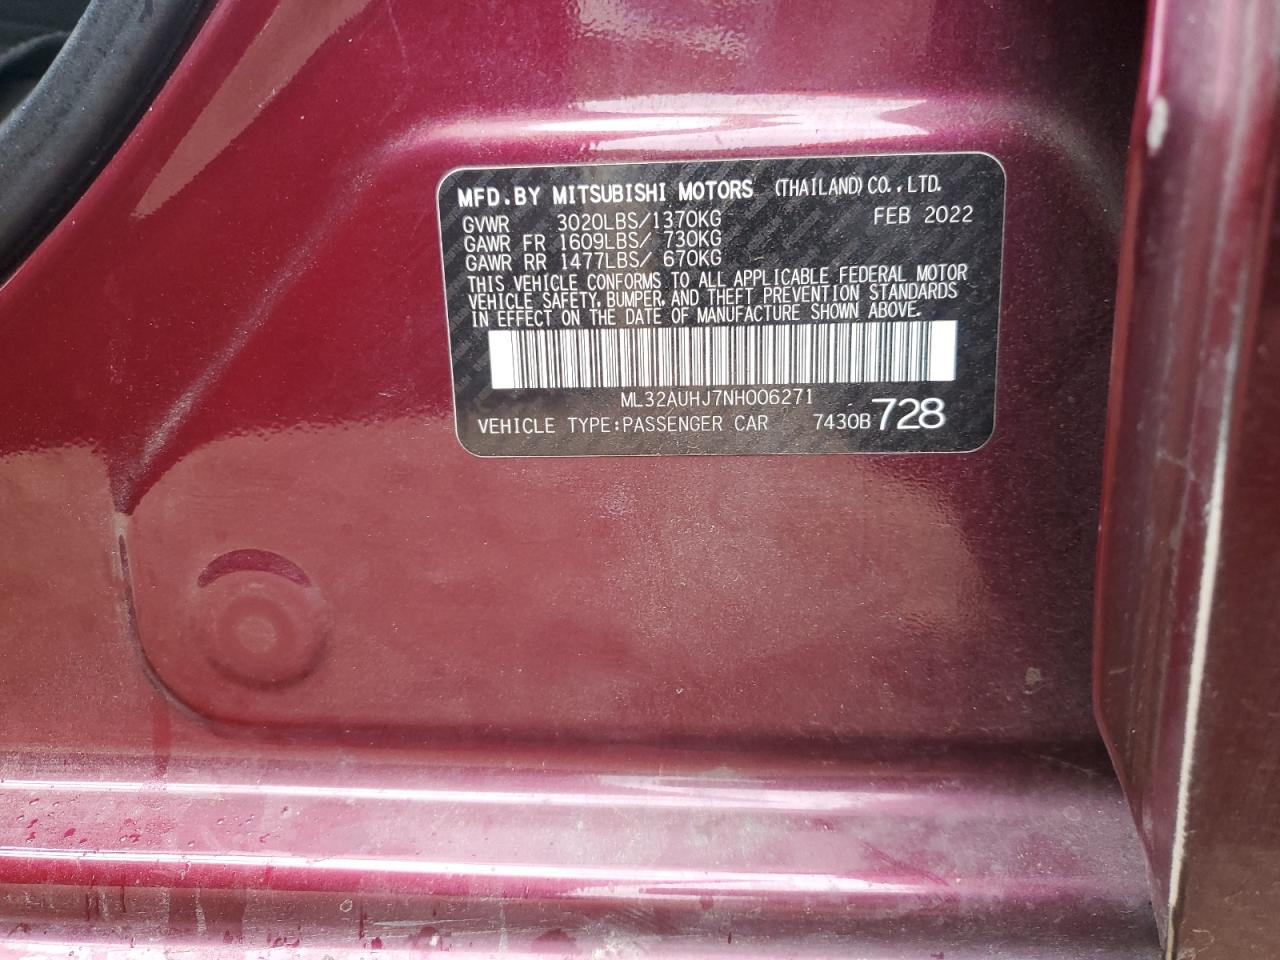 MFD.BY MITSUBISHI MOTORS (THAILAND)CO.,LTD.
GVWR 3020LBS/1370KG FEB 2022
GAWR FR 1609LBS/ 730KG
GAWR RR 1477LBS/ 670KG
THIS VEHICLE CONFORMS TO ALL APPLICABLE FEDERAL MOTOR
VEHICLE SAFETY, BUMPER, AND THEFT PREVENTION STANDARDS
IN EFFECT ON THE DATE OF MANUFACTURE SHOWN ABOVE.
ML32AUHJ7NH006271
VEHICLE TYPE:PASSENGER CAR 7430B728